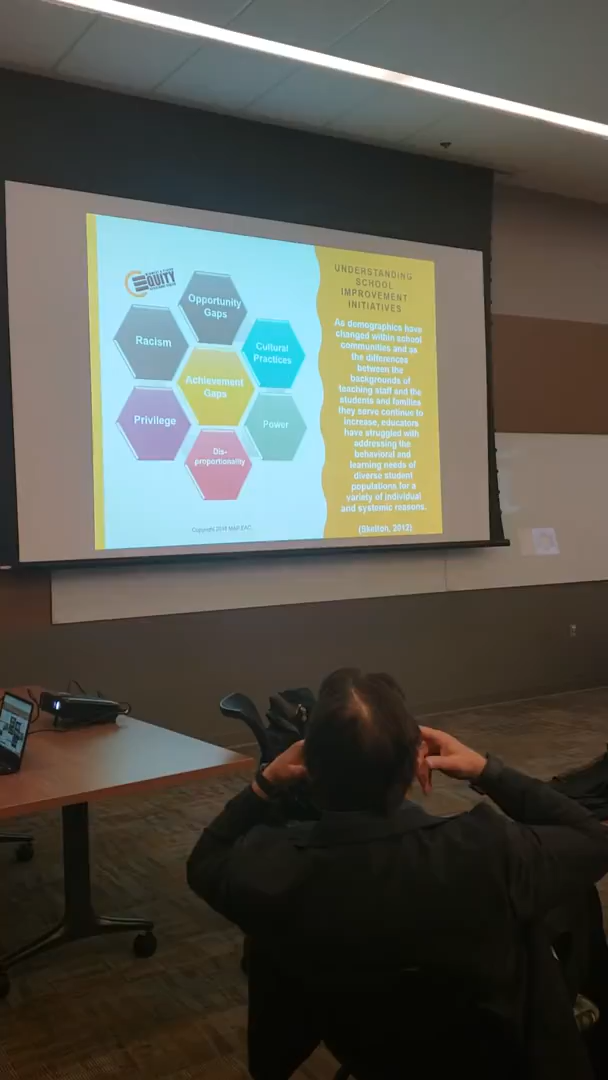 EQUITY
Opportunity
Gaps
Racism
Cultural
Practices
Achievement
Gaps
Privilege
Power
Dis-
proportionality
UNDERSTANDING
SCHOOL
IMPROVEMENT
INITIATIVES
As demographics have
changed within school
communities and as
the differences
between the
backgrounds of
teaching staff and the
students and families
they serve continue to
increase, educators
have struggled with
addressing the
behavioral and
learning needs of
diverse student
populations for a
variety of individual
and systemic reasons.
(Skelton, 2012)
Copyright MAP EAC